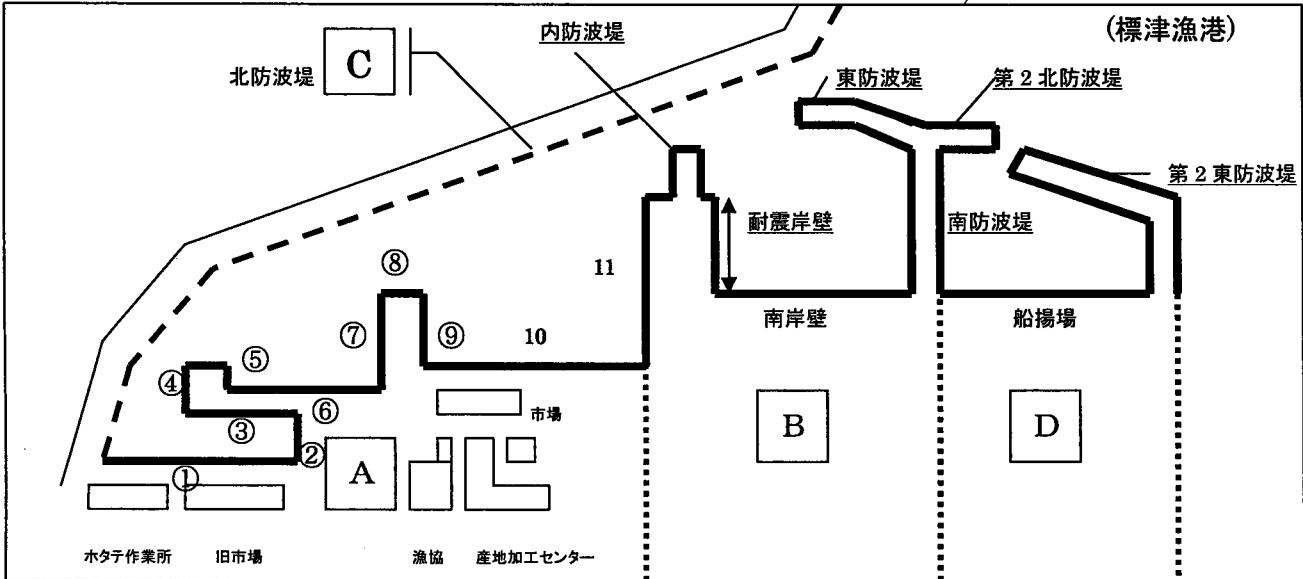 (標津漁港)
内防波堤
北防波堤
C
東防波堤
第2北防波堤
第2東防波堤
耐震岸壁
南防波堤
⑧
11
⑦
⑨
10
南岸壁
船揚場
⑤
④
⑥
③
市場
②
①
A
B
D
ホタテ作業所
旧市場
漁協
産地加工センター